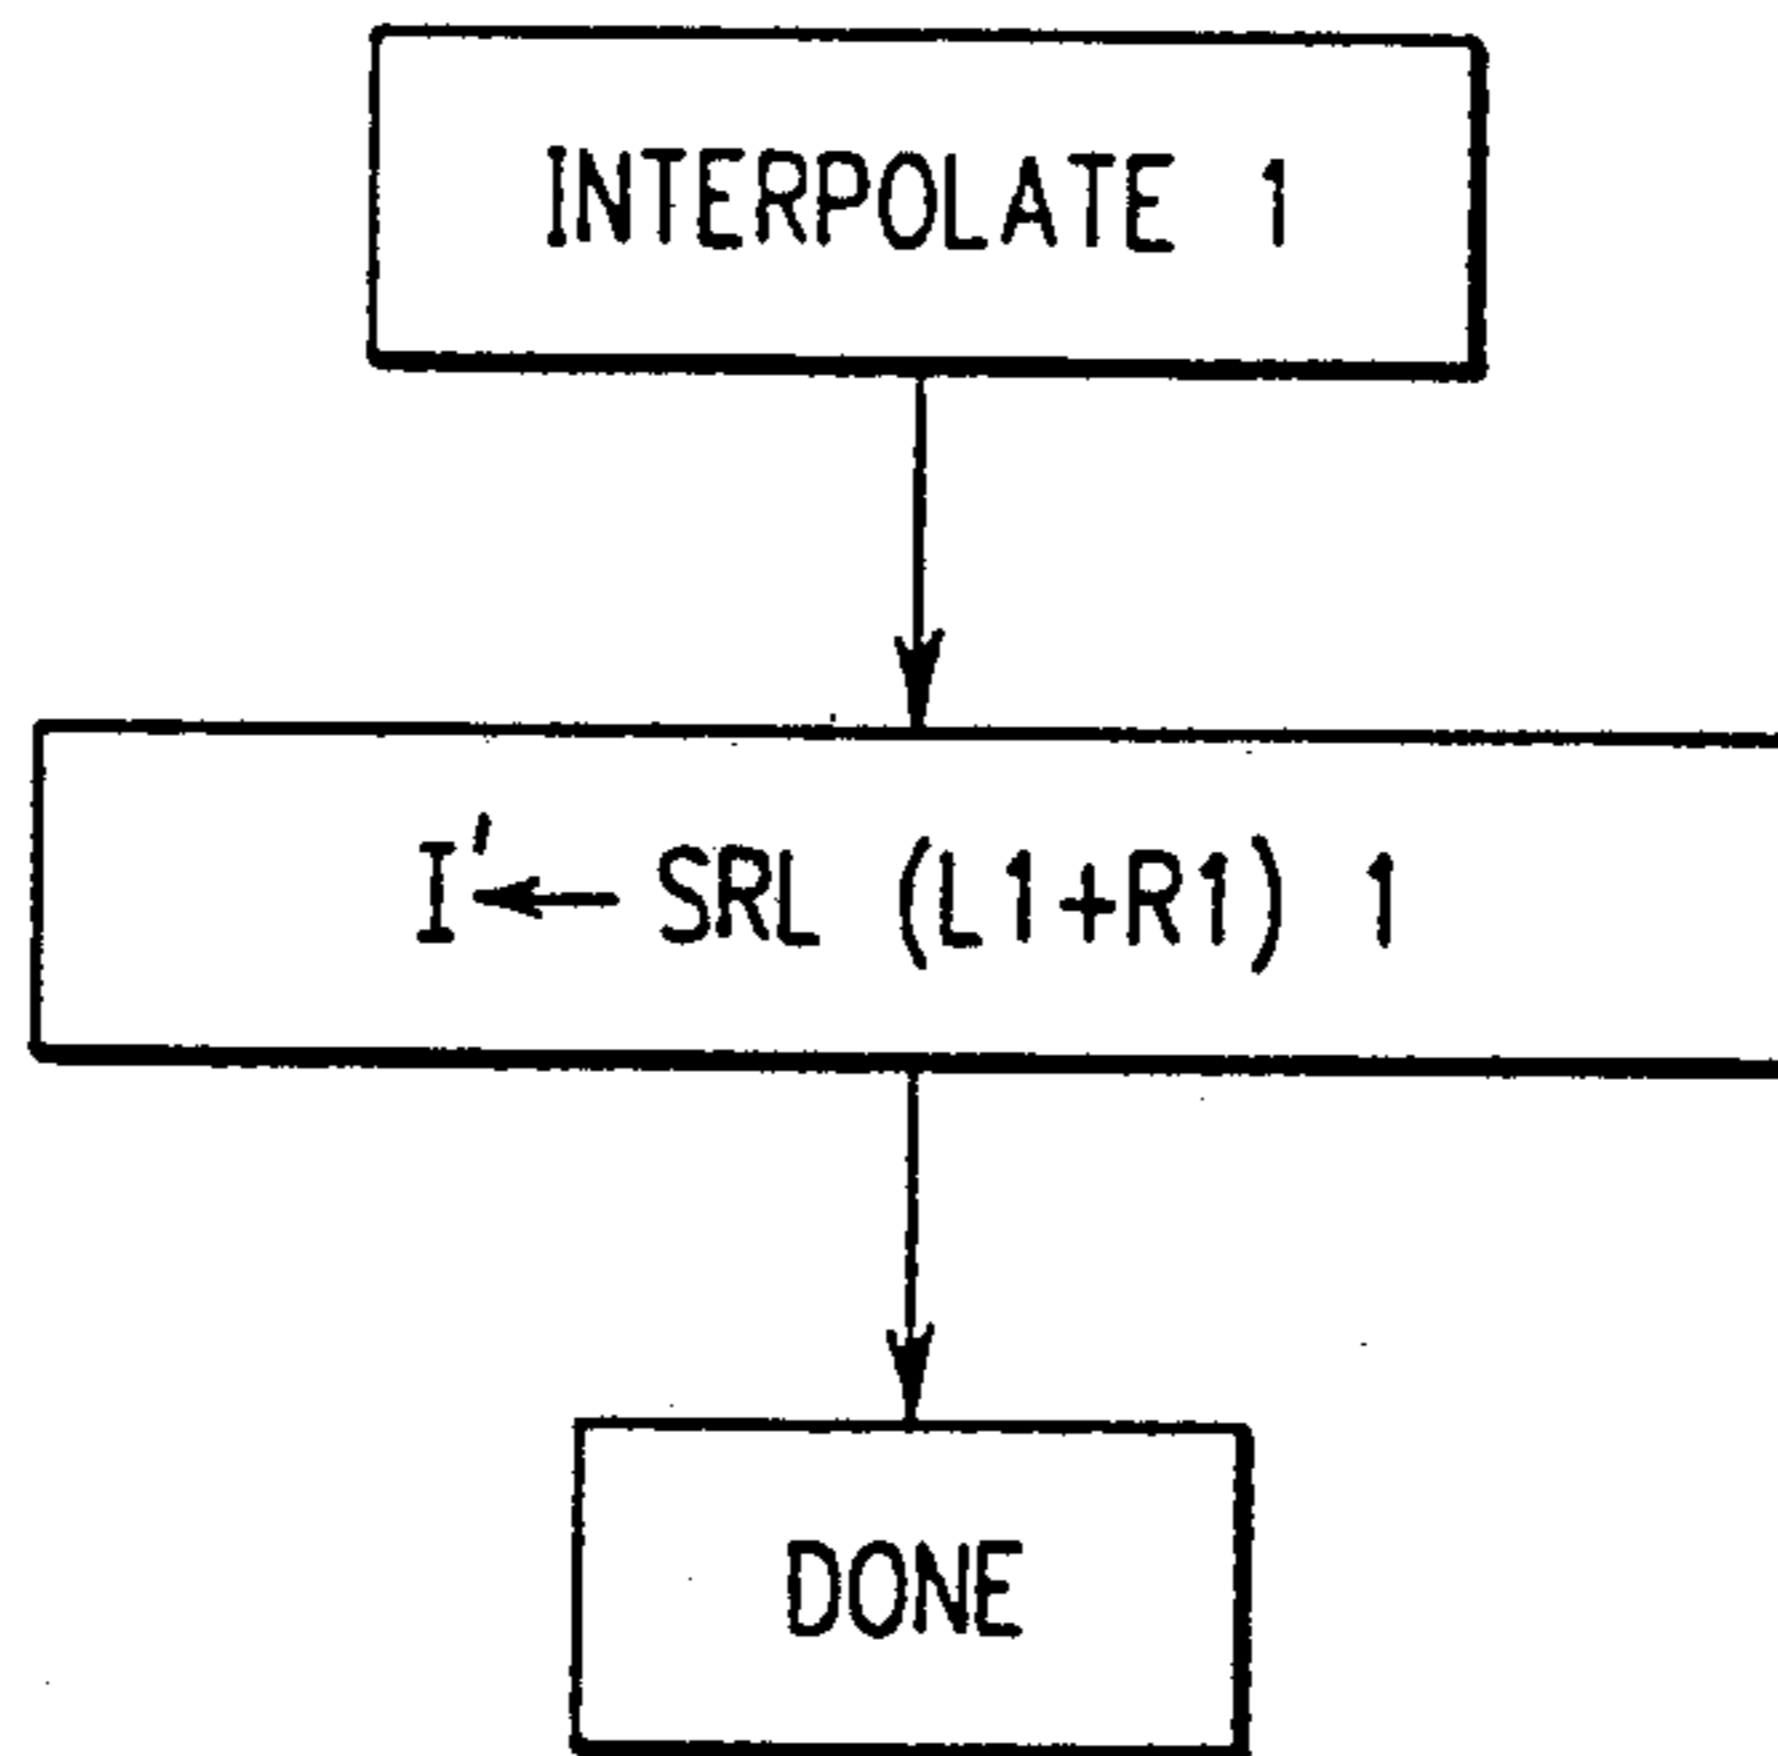 INTERPOLATE 1
I'← SRL (L1+R1) 1
DONE